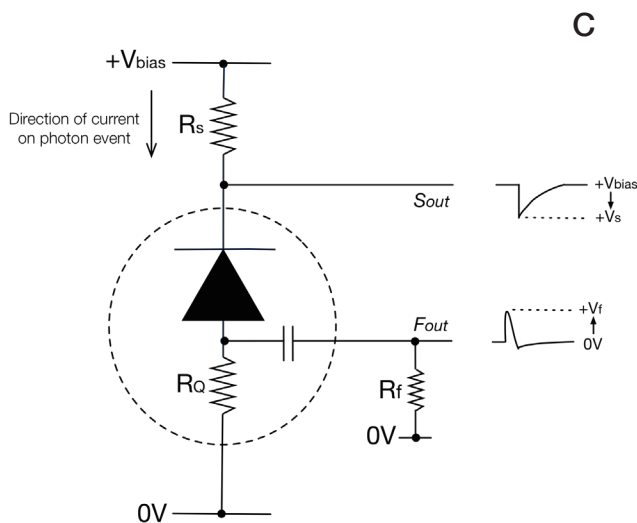 C
+Vbias
Direction of current
on photon event
Rs
Sout
+Vbias
+Vs
Fout
+Vf
0V
RQ
Rf
0V
0V